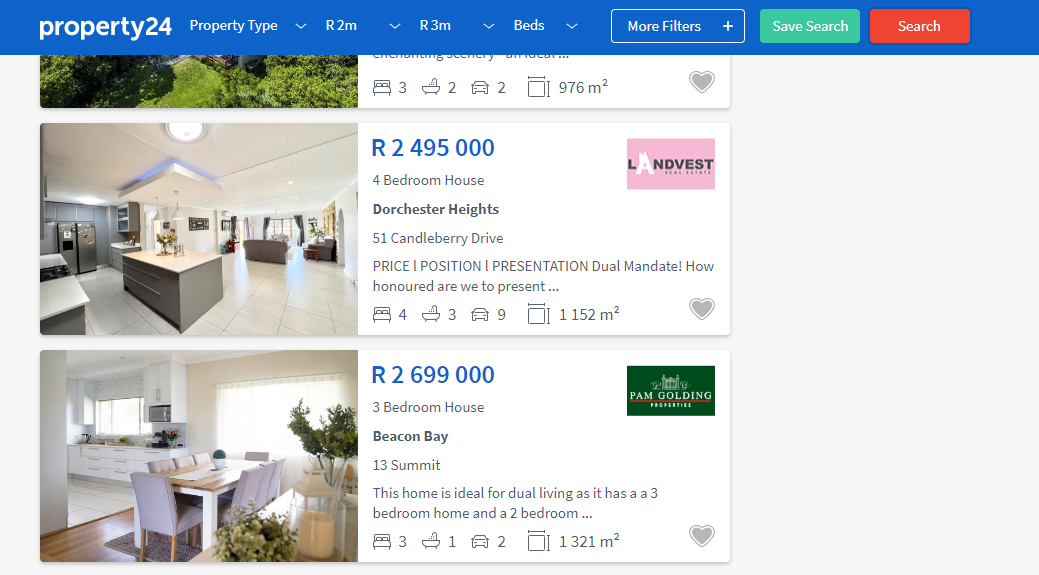 property24 Property Type R 2m R 3m Beds More Filters + Save Search Search
enchanting scenery - an ideal ...
3 2 2 976 m²
R 2 495 000
LANDVEST
REAL ESTATE
4 Bedroom House
Dorchester Heights
51 Candleberry Drive
PRICE l POSITION l PRESENTATION Dual Mandate! How
honoured are we to present ...
4 3 9 1 152 m²
R 2 699 000
PAM GOLDING
PROPERTIES
3 Bedroom House
Beacon Bay
13 Summit
This home is ideal for dual living as it has a a 3
bedroom home and a 2 bedroom ...
3 1 2 1 321 m²